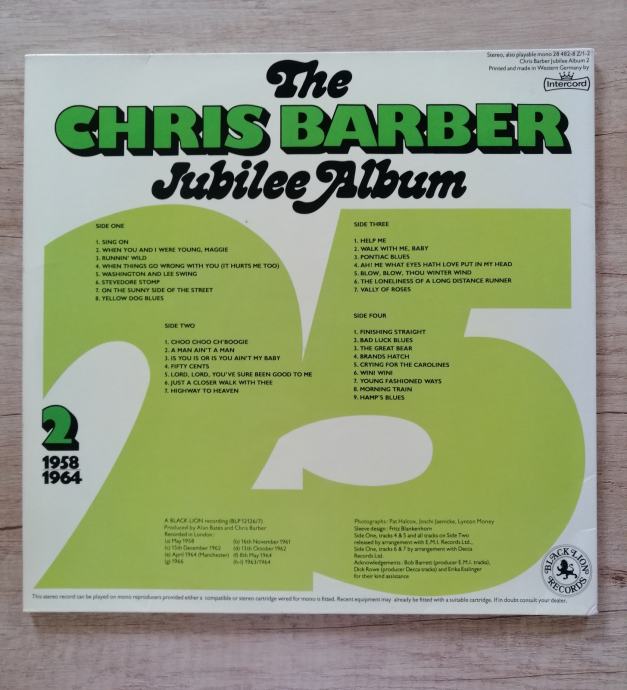 Stereo, also playable mono 28 482-8 Z/1-2
Chris Barber Jubilee Album 2
Printed and made in Western Germany by
Intercord
The
CHRIS BARBER
Jubilee Album
25
SIDE ONE
1. SING ON
2. WHEN YOU AND I WERE YOUNG, MAGGIE
3. RUNNIN' WILD
4. WHEN THINGS GO WRONG WITH YOU (IT HURTS ME TOO)
5. WASHINGTON AND LEE SWING
6. STEVEDORE STOMP
7. ON THE SUNNY SIDE OF THE STREET
8. YELLOW DOG BLUES
SIDE TWO
1. CHOO CHOO CH'BOOGIE
2. A MAN AIN'T A MAN
3. IS YOU IS OR IS YOU AIN'T MY BABY
4. FIFTY CENTS
5. LORD, LORD, YOU'VE SURE BEEN GOOD TO ME
6. JUST A CLOSER WALK WITH THEE
7. HIGHWAY TO HEAVEN
SIDE THREE
1. HELP ME
2. WALK WITH ME, BABY
3. PONTIAC BLUES
4. AH! ME WHAT EYES HATH LOVE PUT IN MY HEAD
5. BLOW, BLOW, THOU WINTER WIND
6. THE LONELINESS OF A LONG DISTANCE RUNNER
7. VALLY OF ROSES
SIDE FOUR
1. FINISHING STRAIGHT
2. BAD LUCK BLUES
3. THE GREAT BEAR
4. BRANDS HATCH
5. CRYING FOR THE CAROLINES
6. WINI WINI
7. YOUNG FASHIONED WAYS
8. MORNING TRAIN
9. HAMP'S BLUES
2
1958
1964
A BLACK LION recording (BLP 12126/7)
Produced by Alan Bates and Chris Barber
Recorded in London:
(a) May 1958 (b) 16th November 1961
(c) 15th December 1962 (d) 13th October 1962
(e) April 1964 (Manchester) (f) 8th May 1964
(g) 1966 (h-i) 1963/1964
Photographs: Pat Halcox, Joschi Jaenicke, Lynton Money
Sleeve design: Fritz Blankenhorn
Side One, tracks 4 & 5 and all tracks on Side Two
released by arrangement with E.M.I. Records Ltd.,
Side One, tracks 6 & 7 by arrangement with Decca
Records Ltd.
Acknowledgements: Bob Barrett (producer E.M.I. tracks),
Dick Rowe (producer Decca tracks) and Erika Esslinger
for their kind assistance
BLACK LION
RECORDS
This stereo record can be played on mono reproducers provided either a compatible or stereo cartridge wired for mono is fitted. Recent equipment may already be fitted with a suitable cartridge. If in doubt consult your dealer.